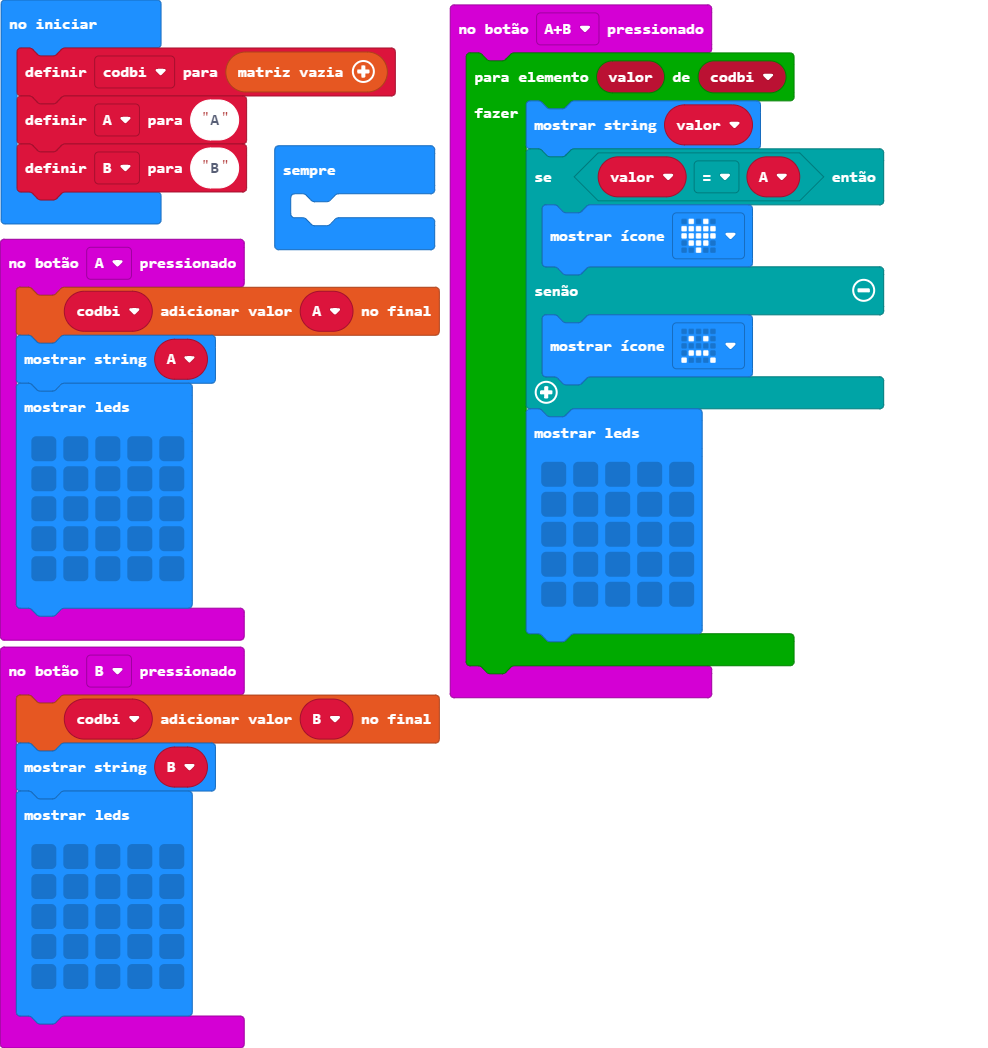 no iniciar
definir codbi para matriz vazia
definir A para "A"
definir B para "B"
sempre
no botão A pressionado
codbi adicionar valor A no final
mostrar string A
mostrar leds
no botão B pressionado
codbi adicionar valor B no final
mostrar string B
mostrar leds
no botão A+B pressionado
para elemento valor de codbi
fazer
mostrar string valor
se valor = A então
mostrar ícone
senão
mostrar ícone
mostrar leds